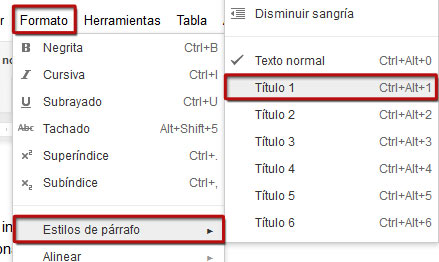 Formato Herramientas Tabla
B Negrita Ctrl+B
I Cursiva Ctrl+I
U Subrayado Ctrl+U
ABC Tachado Alt+Shift+5
x² Superíndice Ctrl+.
x₂ Subíndice Ctrl+,
Estilos de párrafo
Alinear
Disminuir sangría
Texto normal Ctrl+Alt+0
Título 1 Ctrl+Alt+1
Título 2 Ctrl+Alt+2
Título 3 Ctrl+Alt+3
Título 4 Ctrl+Alt+4
Título 5 Ctrl+Alt+5
Título 6 Ctrl+Alt+6